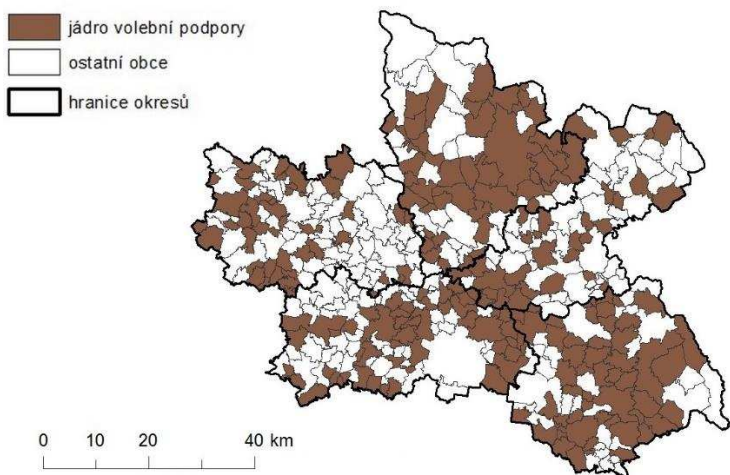 jádro volební podpory
ostatní obce
hranice okresů
0 10 20 40 km